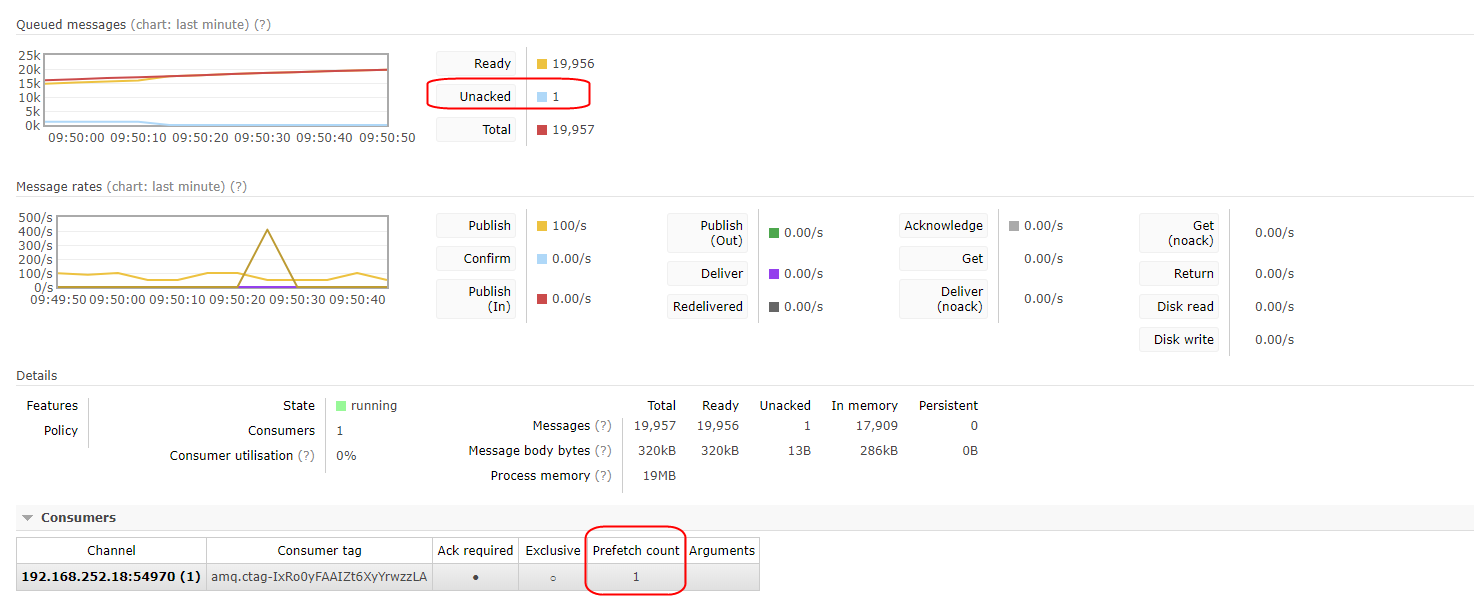 Queued messages (chart: last minute) (?)
25k
20k
15k
10k
5k
0k
09:50:00 09:50:10 09:50:20 09:50:30 09:50:40 09:50:50
Ready 19,956
Unacked 1
Total 19,957
Message rates (chart: last minute) (?)
500/s
400/s
300/s
200/s
100/s
0/s
09:49:50 09:50:00 09:50:10 09:50:20 09:50:30 09:50:40
Publish 100/s
Confirm 0.00/s
Publish
(In) 0.00/s
Publish
(Out) 0.00/s
Deliver 0.00/s
Redelivered 0.00/s
Acknowledge 0.00/s
Get 0.00/s
Deliver
(noack) 0.00/s
Get
(noack) 0.00/s
Return 0.00/s
Disk read 0.00/s
Disk write 0.00/s
Details
Features
Policy
State running
Consumers 1
Consumer utilisation (?) 0%
Total Ready Unacked In memory Persistent
Messages (?) 19,957 19,956 1 17,909 0
Message body bytes (?) 320kB 320kB 13B 286kB 0B
Process memory (?) 19MB
Consumers
Channel Consumer tag Ack required Exclusive Prefetch count Arguments
192.168.252.18:54970 (1) amq.ctag-IxRo0yFAAIZt6XyYrwzzLA ● ○ 1